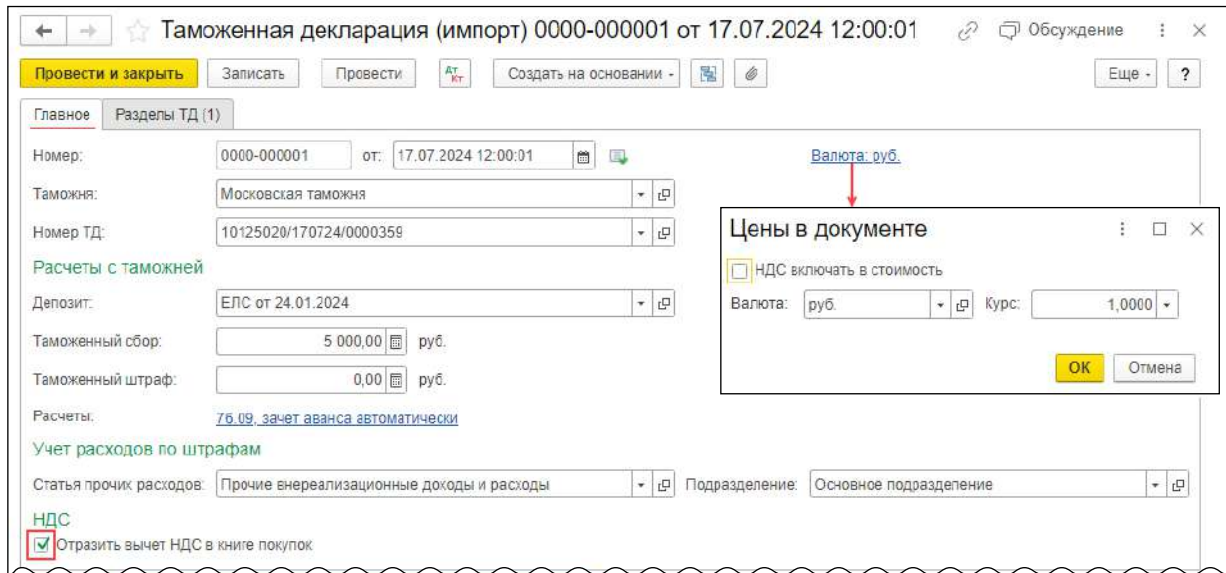 Таможенная декларация (импорт) 0000-000001 от 17.07.2024 12:00:01 Обсуждение
Провести и закрыть Записать Провести Дт Кт Создать на основании Еще ?
Главное Разделы ТД (1)
Номер: 0000-000001 от: 17.07.2024 12:00:01 Валюта: руб.
Таможня: Московская таможня
Номер ТД: 10125020/170724/0000359
Цены в документе
Расчеты с таможней
НДС включать в стоимость
Депозит: ЕЛС от 24.01.2024
Валюта: руб. Курс: 1,0000
Таможенный сбор: 5 000,00 руб.
Таможенный штраф: 0,00 руб.
ОК Отмена
Расчеты: 76.09, зачет аванса автоматически
Учет расходов по штрафам
Статья прочих расходов: Прочие внереализационные доходы и расходы Подразделение: Основное подразделение
НДС
Отразить вычет НДС в книге покупок